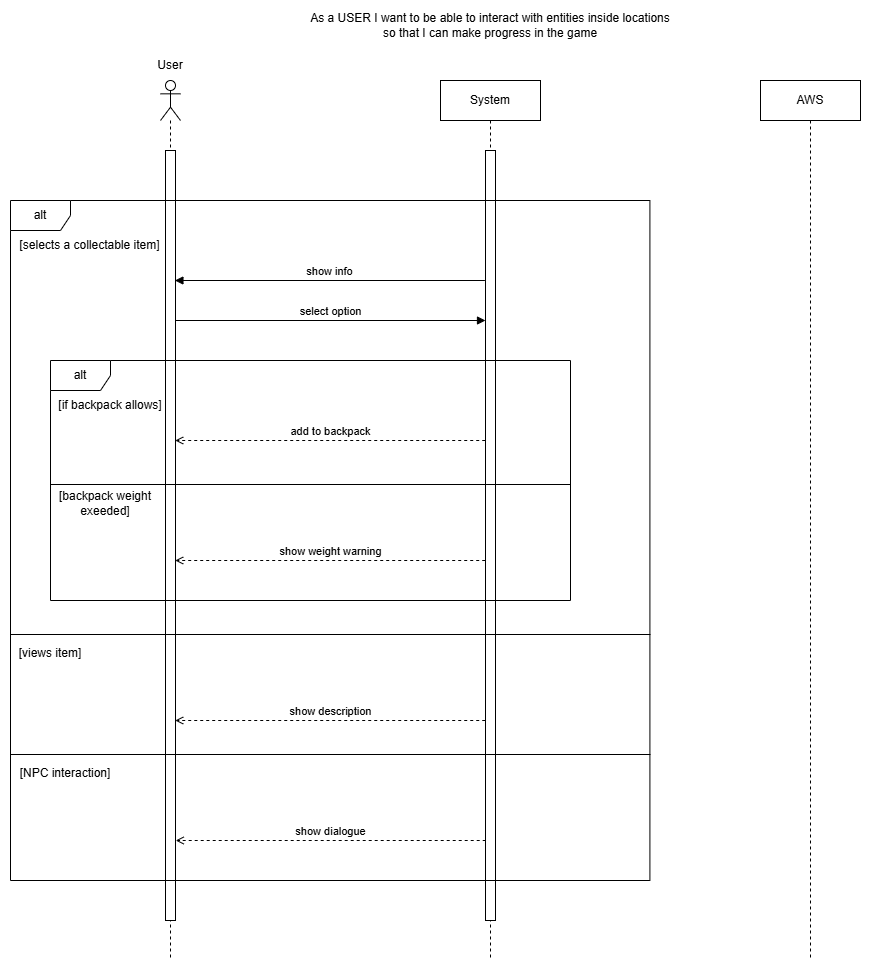 As a USER I want to be able to interact with entities inside locations
so that I can make progress in the game
User
System
AWS
alt
[selects a collectable item]
show info
select option
alt
[if backpack allows]
add to backpack
[backpack weight
exeeded]
show weight warning
[views item]
show description
[NPC interaction]
show dialogue